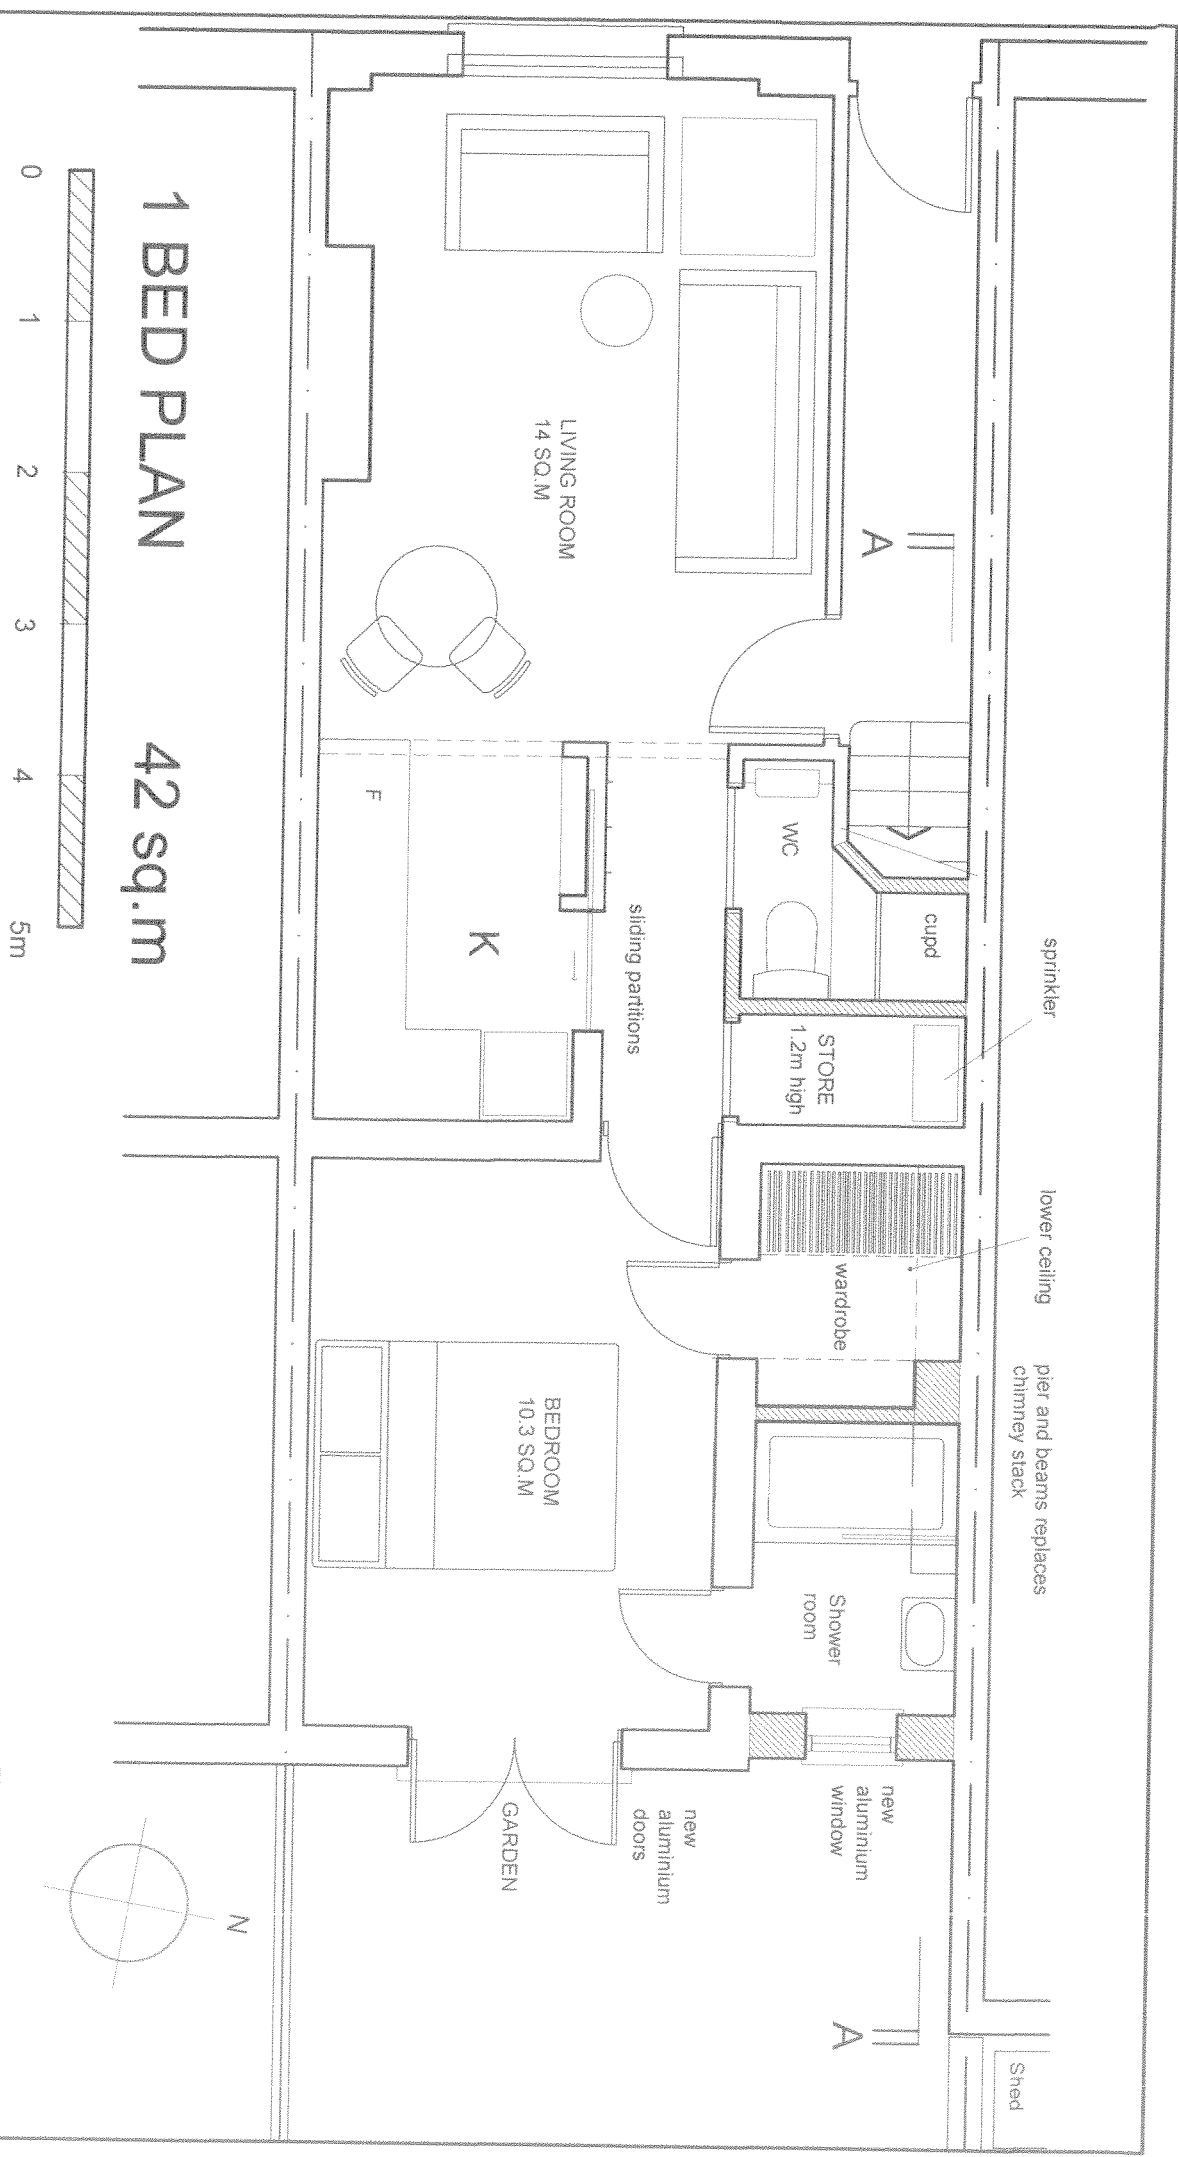 sprinkler
lower ceiling
pier and beams replaces
chimney stack
Shed
cupd
A
A
STORE
1.2m high
WC
wardrobe
Shower
room
new
aluminium
window
sliding partitions
new
aluminium
doors
LIVING ROOM
14 SQ.M
K
BEDROOM
10.3 SQ.M
GARDEN
F
N
1 BED PLAN 42 sq.m
0 1 2 3 4 5m